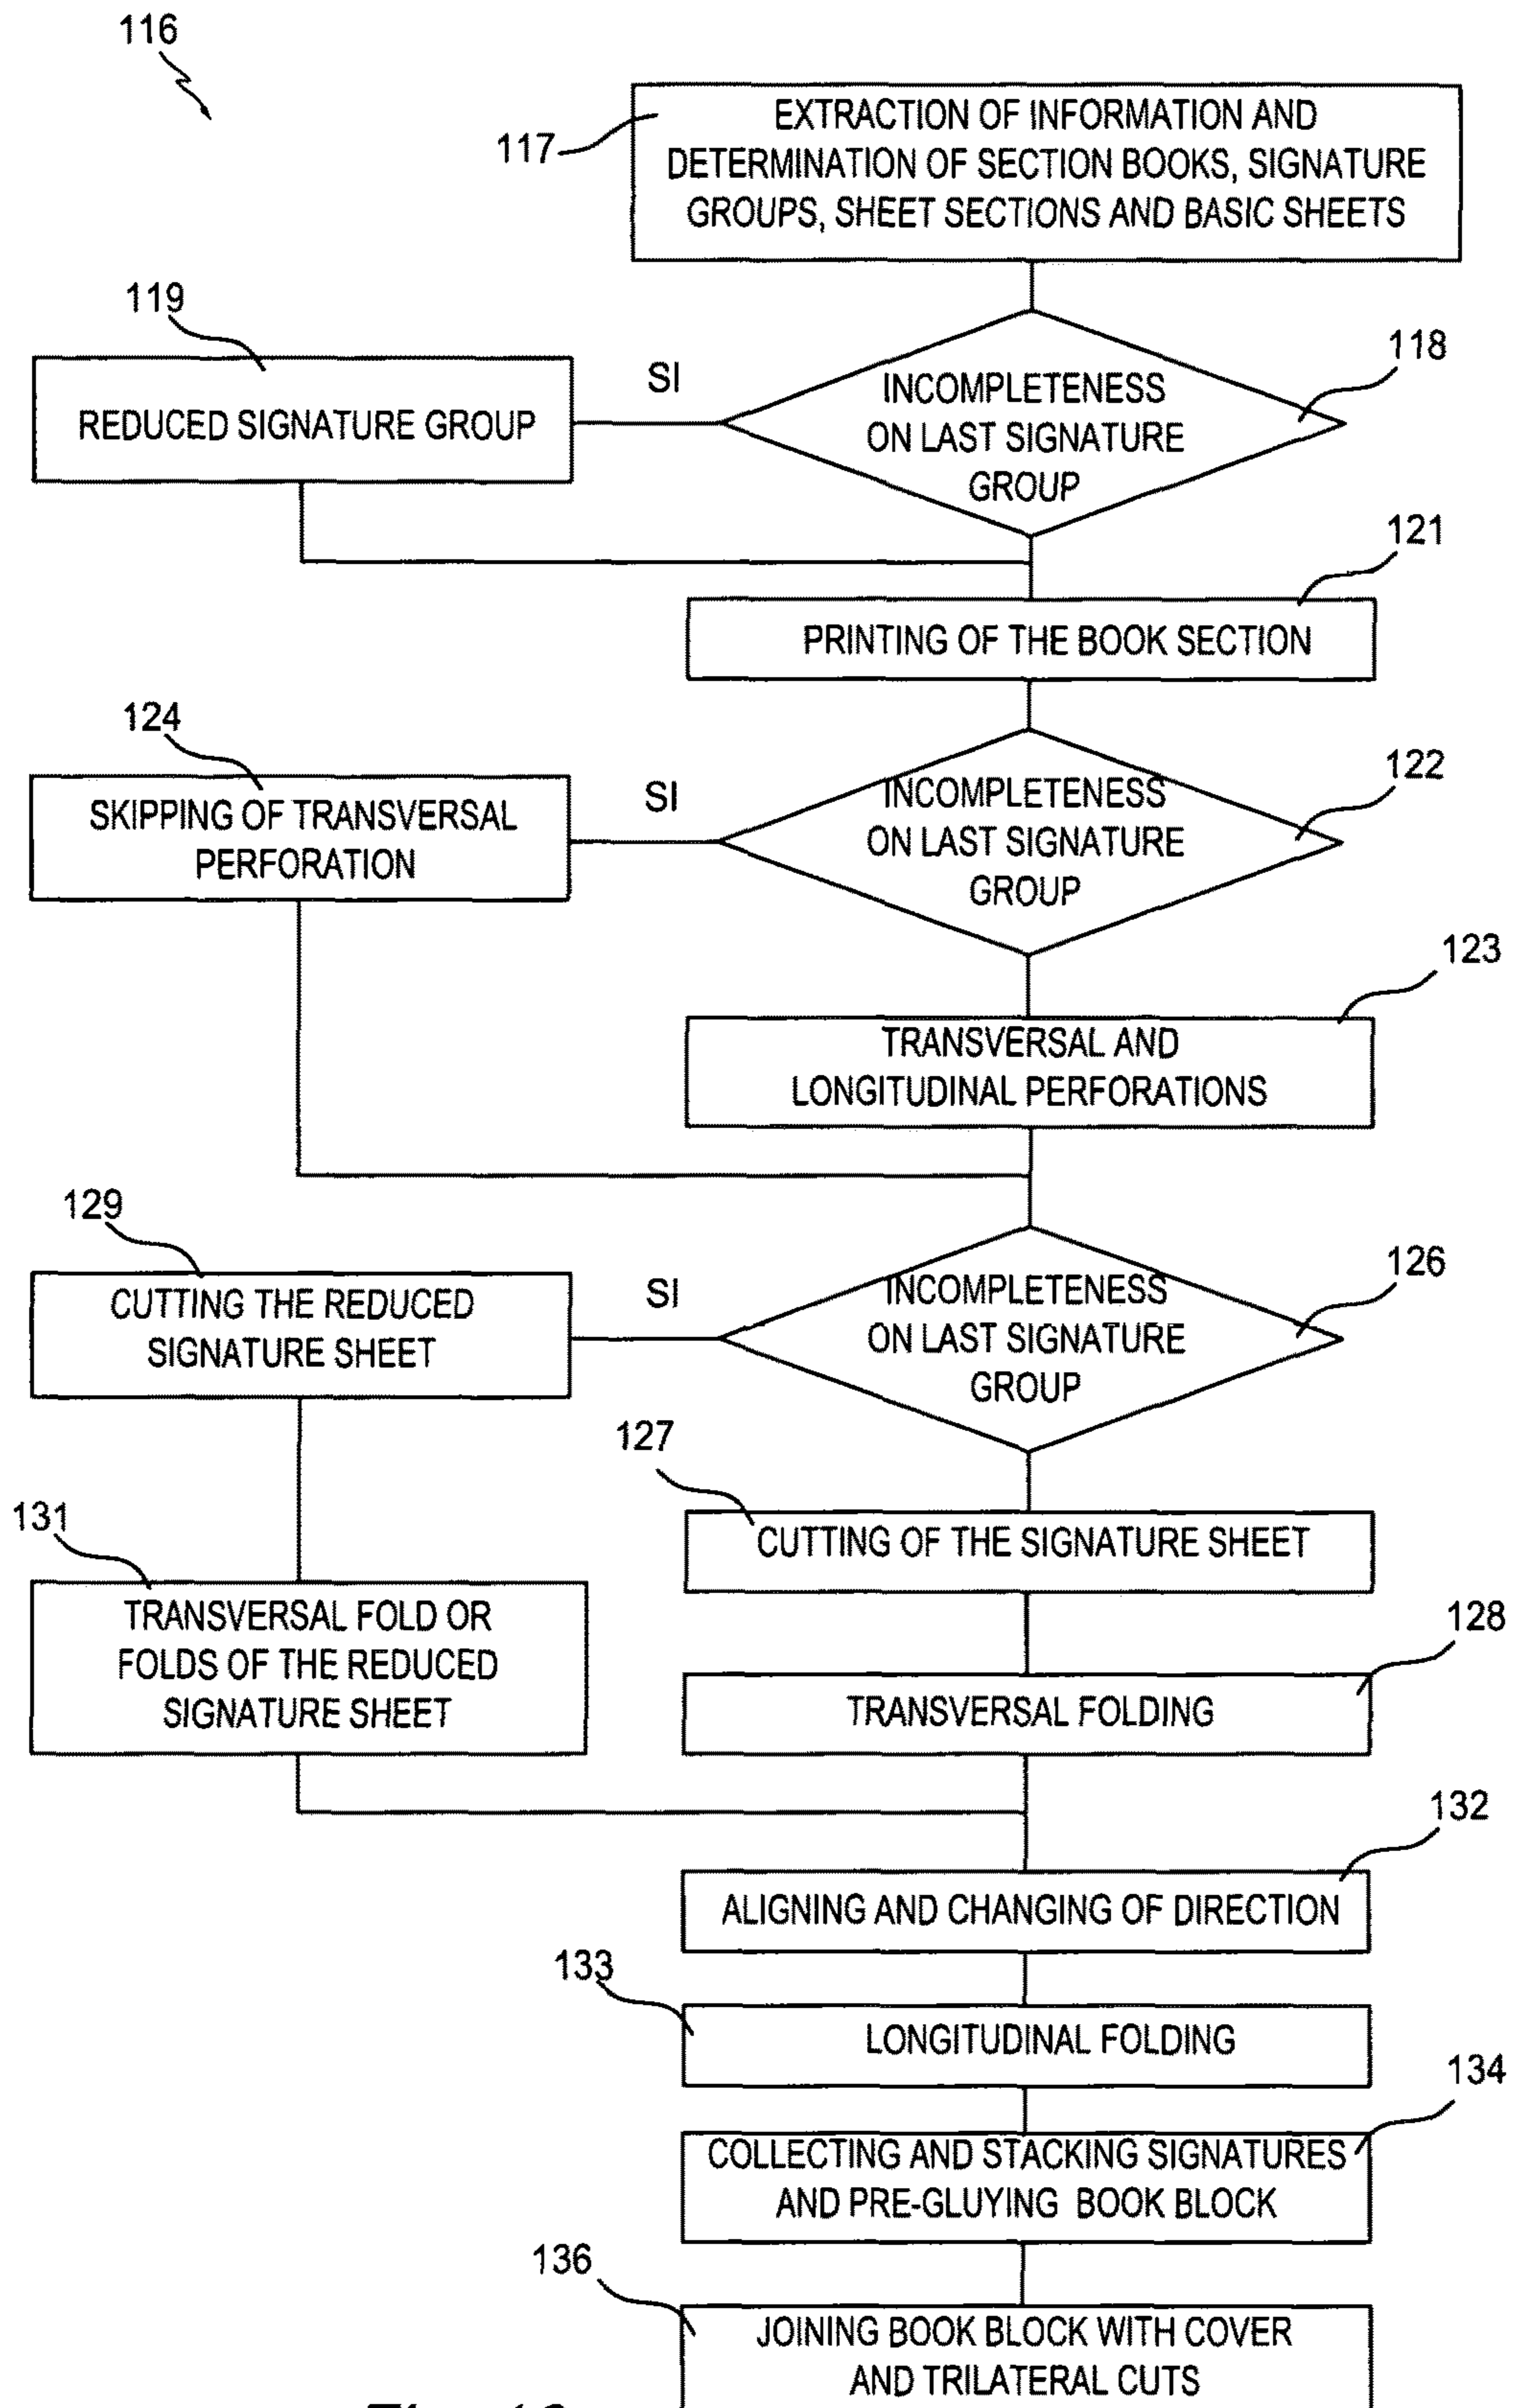 116
117
EXTRACTION OF INFORMATION AND
DETERMINATION OF SECTION BOOKS, SIGNATURE
GROUPS, SHEET SECTIONS AND BASIC SHEETS
119
REDUCED SIGNATURE GROUP
SI
118
INCOMPLETENESS
ON LAST SIGNATURE
GROUP
121
PRINTING OF THE BOOK SECTION
124
SKIPPING OF TRANSVERSAL
PERFORATION
SI
122
INCOMPLETENESS
ON LAST SIGNATURE
GROUP
123
TRANSVERSAL AND
LONGITUDINAL PERFORATIONS
129
CUTTING THE REDUCED
SIGNATURE SHEET
SI
126
INCOMPLETENESS
ON LAST SIGNATURE
GROUP
127
CUTTING OF THE SIGNATURE SHEET
131
TRANSVERSAL FOLD OR
FOLDS OF THE REDUCED
SIGNATURE SHEET
128
TRANSVERSAL FOLDING
132
ALIGNING AND CHANGING OF DIRECTION
133
LONGITUDINAL FOLDING
134
COLLECTING AND STACKING SIGNATURES
AND PRE-GLUYING BOOK BLOCK
136
JOINING BOOK BLOCK WITH COVER
AND TRILATERAL CUTS